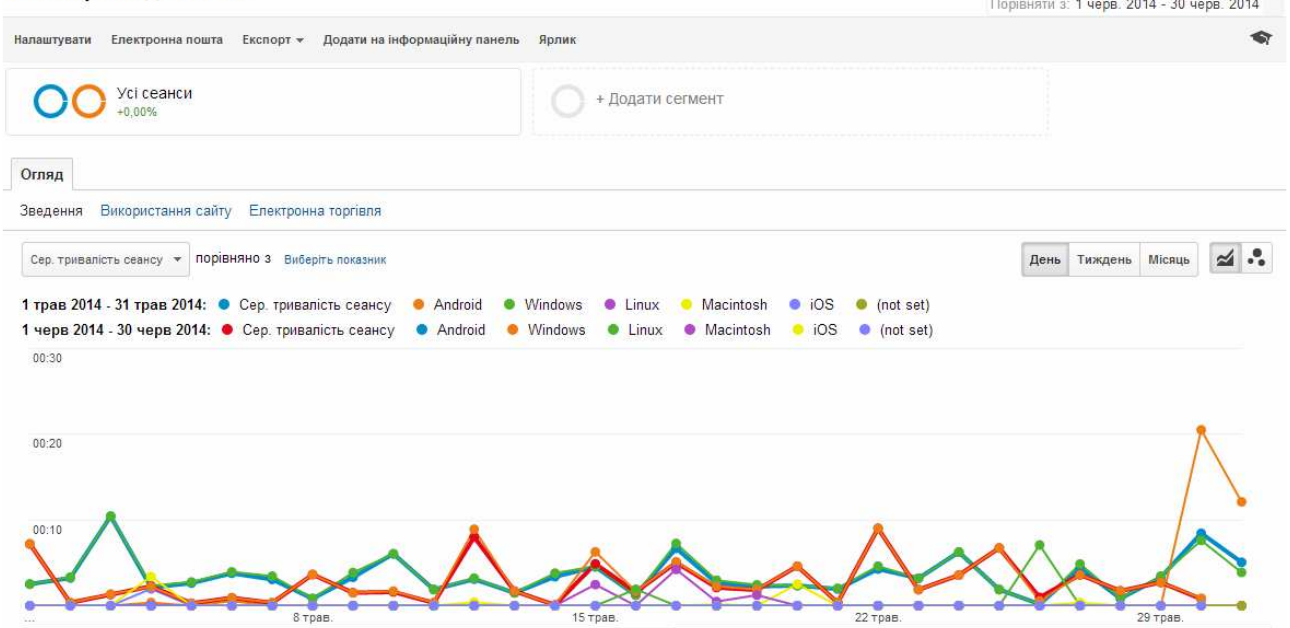 Порівняти з: 1 черв. 2014 - 30 черв. 2014
Налаштувати Електронна пошта Експорт Додати на інформаційну панель Ярлик
Усі сеанси
+0,00%
+ Додати сегмент
Огляд
Зведення Використання сайту Електронна торгівля
Сер. тривалість сеансу порівняно з Виберіть показник День Тиждень Місяць
1 трав 2014 - 31 трав 2014: Сер. тривалість сеансу Android Windows Linux Macintosh iOS (not set)
1 черв 2014 - 30 черв 2014: Сер. тривалість сеансу Android Windows Linux Macintosh iOS (not set)
00:30
00:20
00:10
... 8 трав. 15 трав. 22 трав. 29 трав.